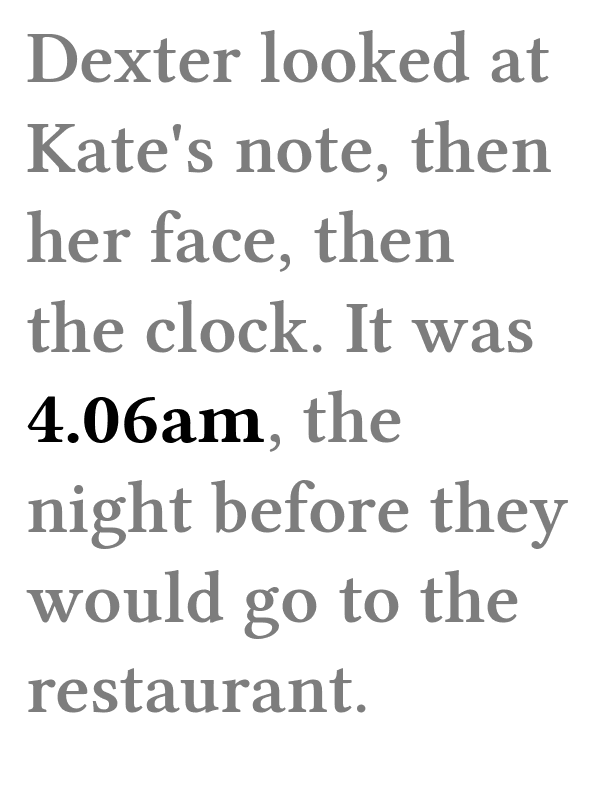 Dexter looked at
Kate's note, then
her face, then
the clock. It was
4.06am, the
night before they
would go to the
restaurant.